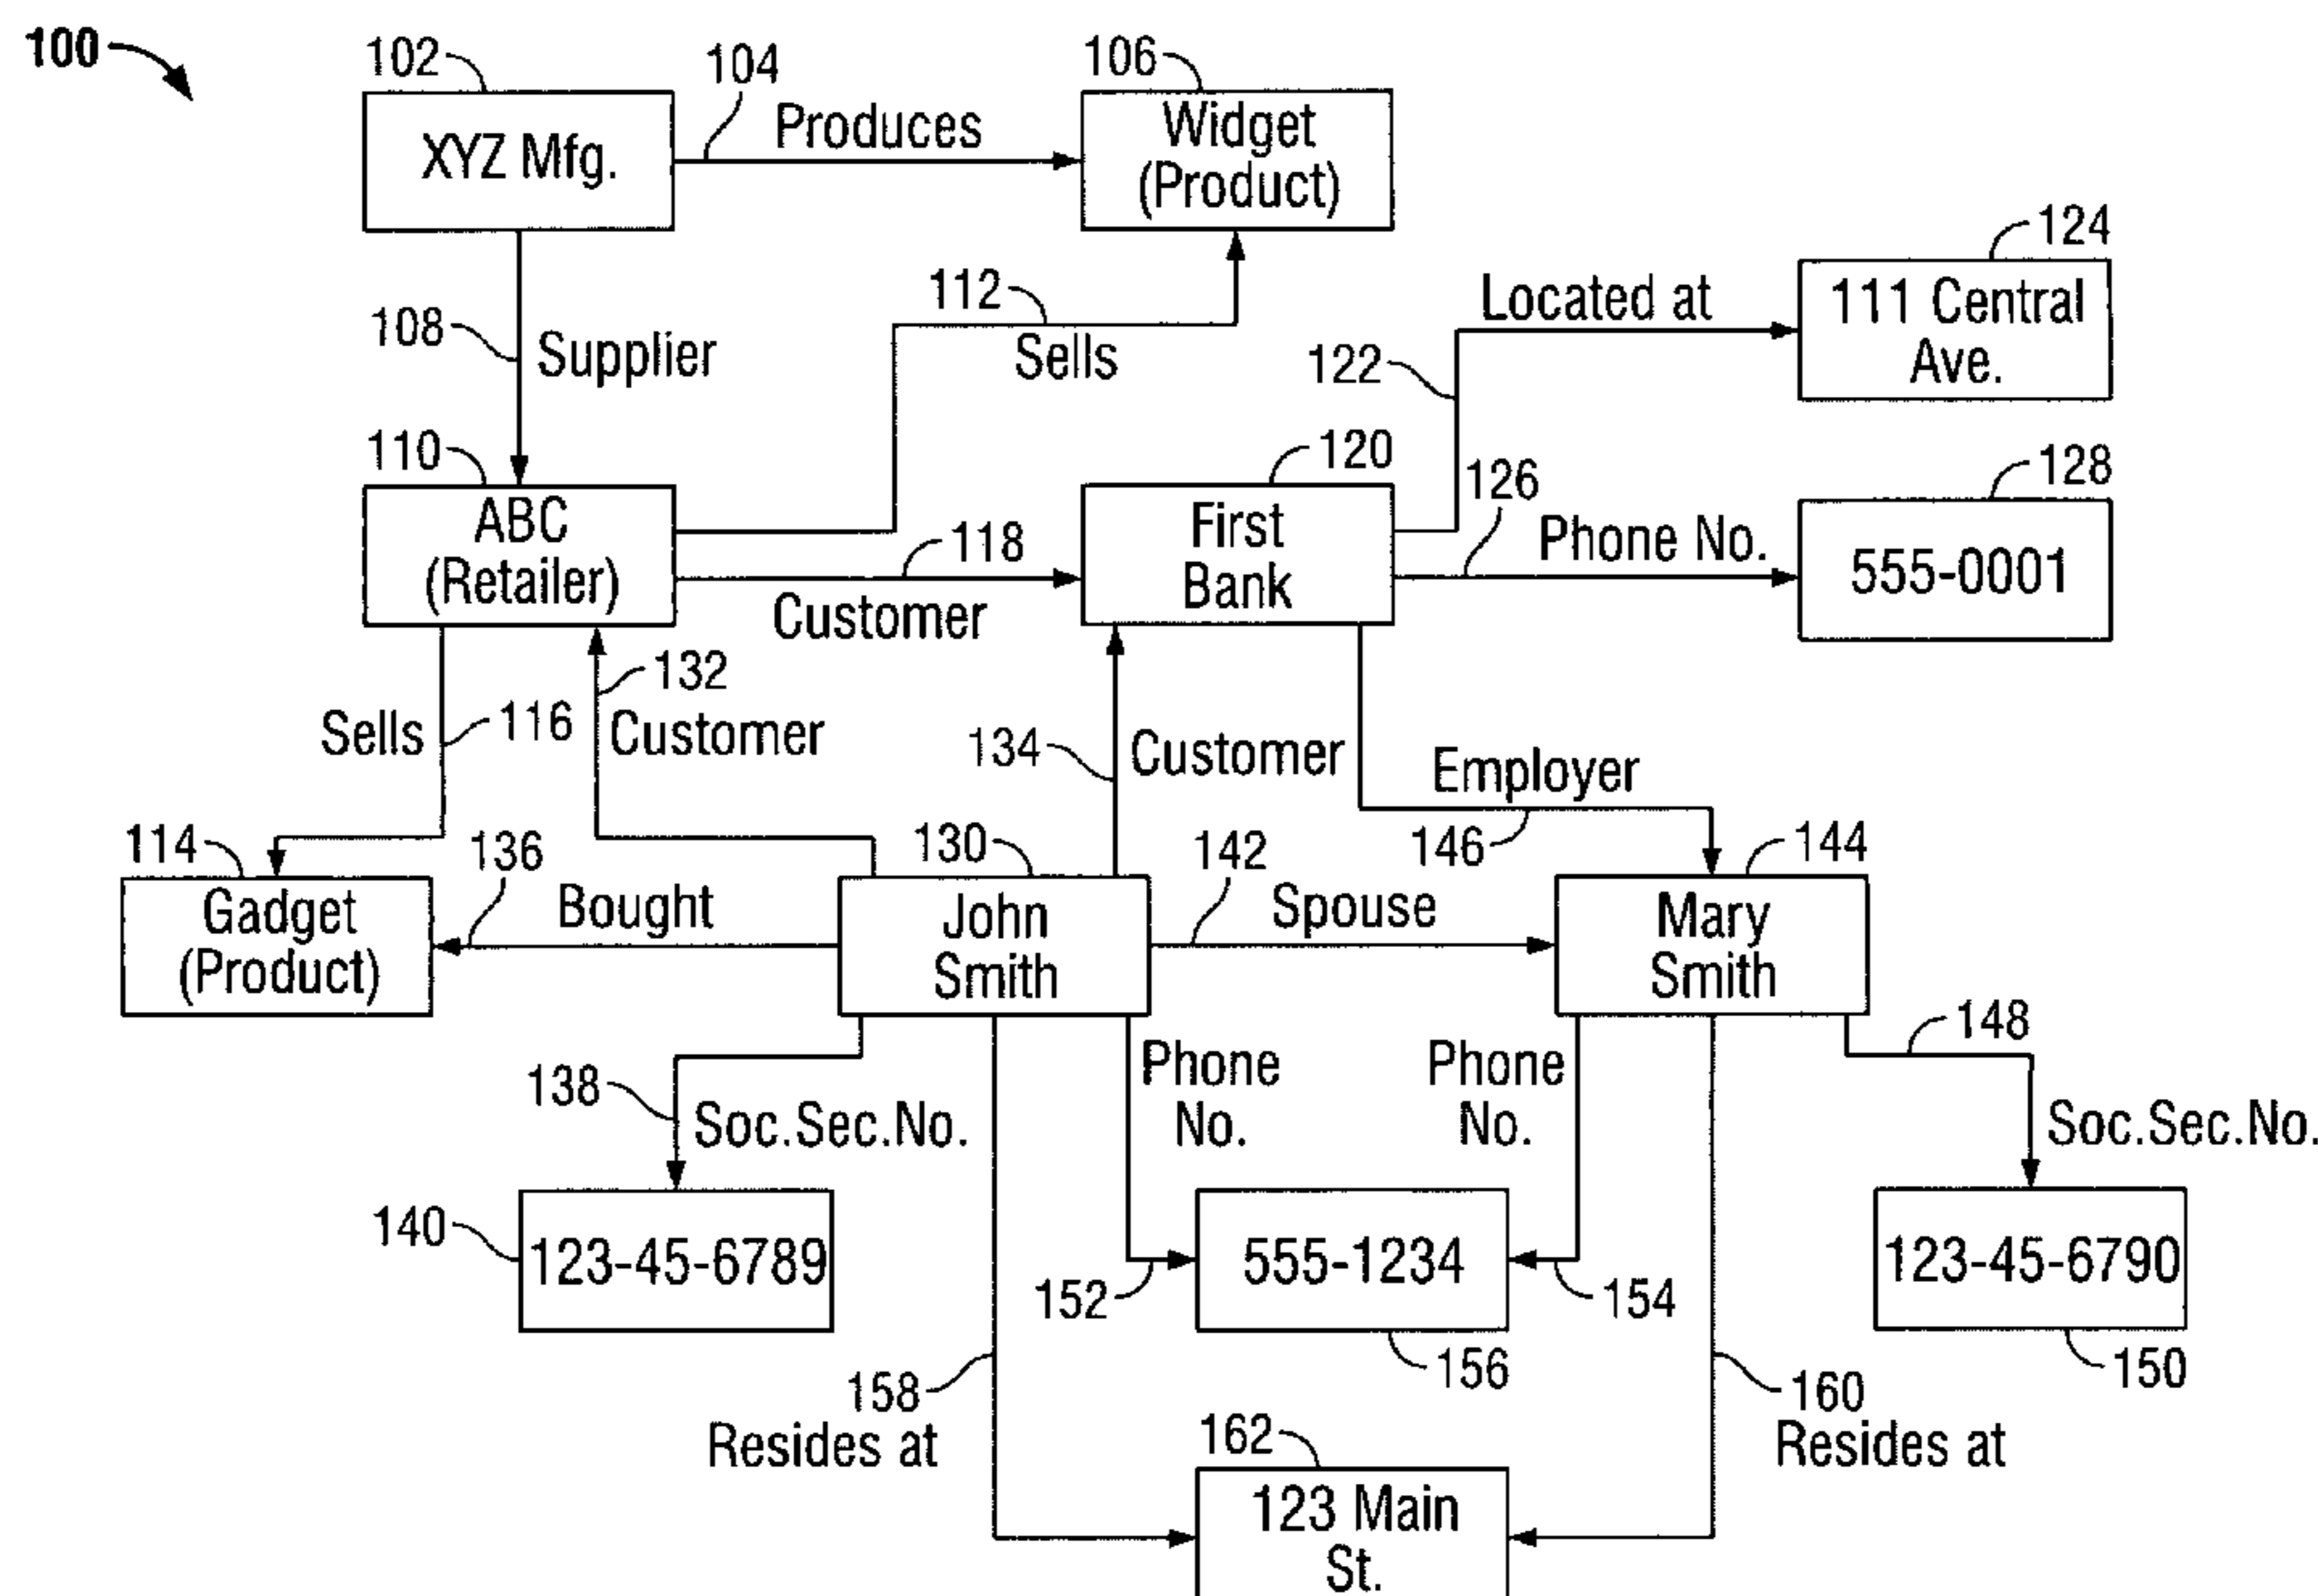 100
102
104
106
XYZ Mfg.
Produces
Widget
(Product)
108
Supplier
112
Sells
Located at
122
124
111 Central
Ave.
110
ABC
(Retailer)
118
Customer
120
First
Bank
126
Phone No.
128
555-0001
Sells
116
132
Customer
134
Customer
Employer
146
114
Gadget
(Product)
136
Bought
130
John
Smith
142
Spouse
144
Mary
Smith
138
Soc.Sec.No.
Phone
No.
Phone
No.
148
Soc.Sec.No.
140
123-45-6789
152
555-1234
154
156
123-45-6790
150
158
Resides at
160
Resides at
162
123 Main
St.